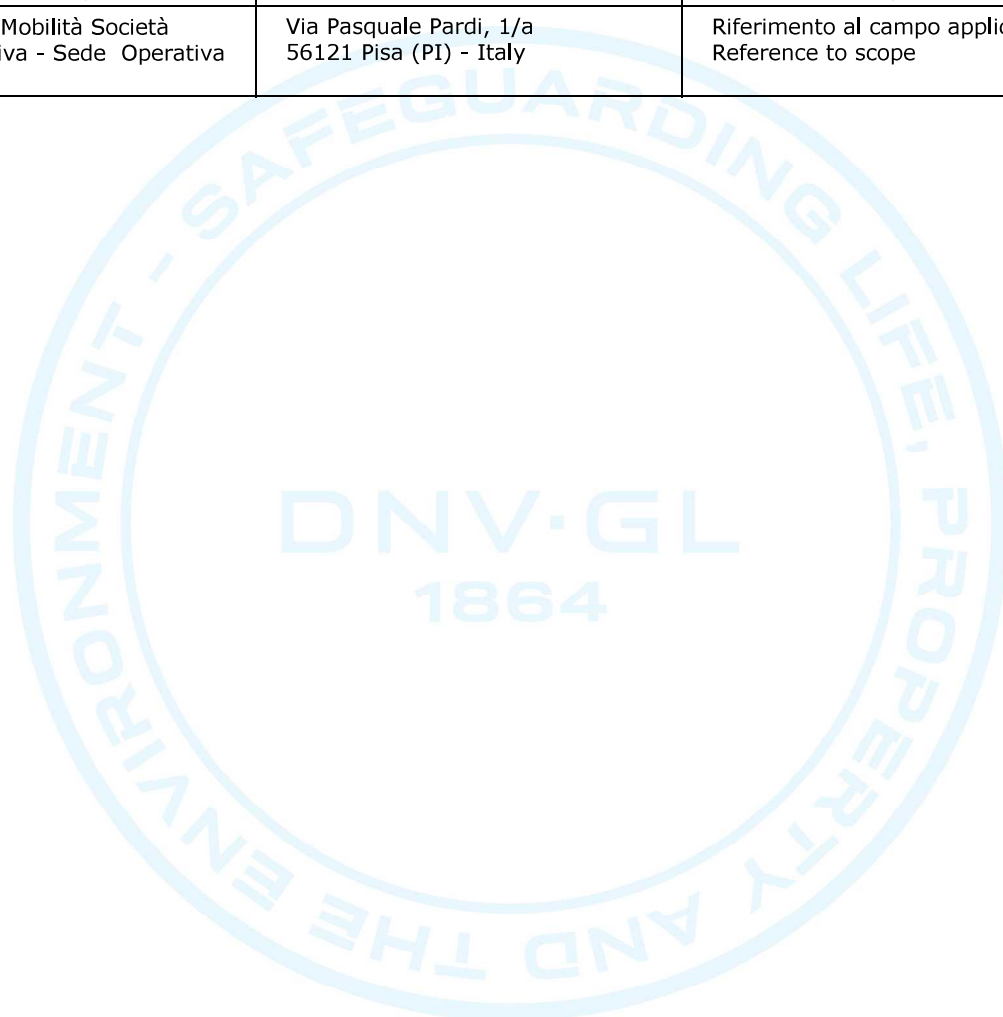 Mobilità Società
iva - Sede Operativa
Via Pasquale Pardi, 1/a
56121 Pisa (PI) - Italy
Riferimento al campo applic
Reference to scope
SAFEGUARDING LIFE, PROPERTY AND THE ENVIRONMENT -
DNV·GL
1864